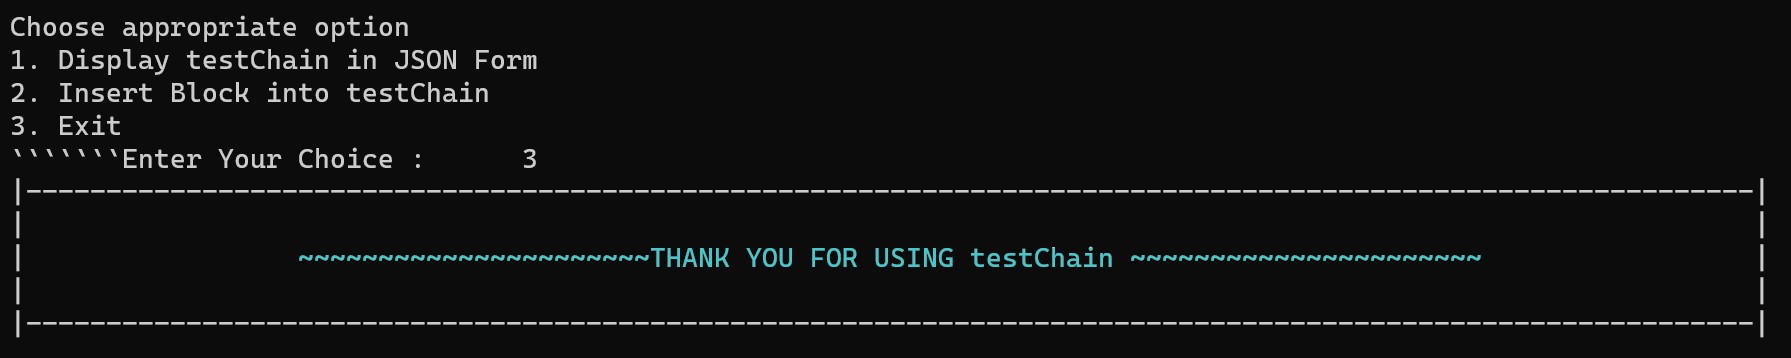 Choose appropriate option
1. Display testChain in JSON Form
2. Insert Block into testChain
3. Exit
```````Enter Your Choice :      3
|------------------------------------------------------------------------------------------------------------|
|                                                                                                            |
|                 ~~~~~~~~~~~~~~~~~~~~~~THANK YOU FOR USING testChain ~~~~~~~~~~~~~~~~~~~~~~                 |
|                                                                                                            |
|------------------------------------------------------------------------------------------------------------|